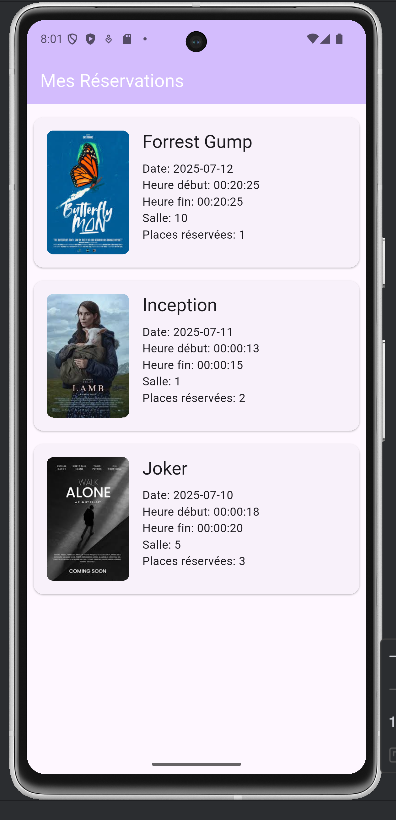 8:01
Mes Réservations
Forrest Gump
Date: 2025-07-12
Heure début: 00:20:25
Heure fin: 00:20:25
Salle: 10
Places réservées: 1
Butterfly
MAN
Inception
Date: 2025-07-11
Heure début: 00:00:13
Heure fin: 00:00:15
Salle: 1
Places réservées: 2
LAMB
Joker
Date: 2025-07-10
Heure début: 00:00:18
Heure fin: 00:00:20
Salle: 5
Places réservées: 3
WALK
ALONE
COMING SOON